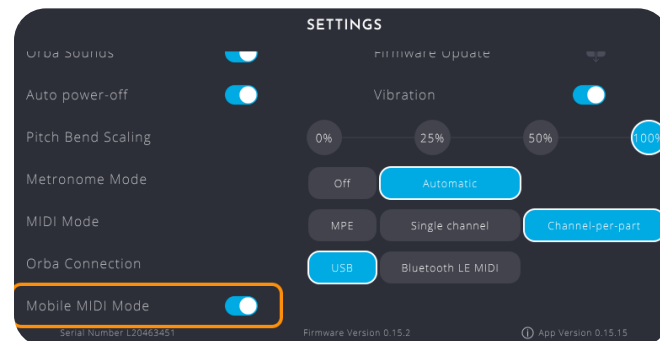 SETTINGS
Orba Sounds Firmware Update
Auto power-off Vibration
Pitch Bend Scaling 0% 25% 50% 100%
Metronome Mode Off Automatic
MIDI Mode MPE Single channel Channel-per-part
Orba Connection USB Bluetooth LE MIDI
Mobile MIDI Mode
Serial Number L20463451 Firmware Version 0.15.2 App Version 0.15.15